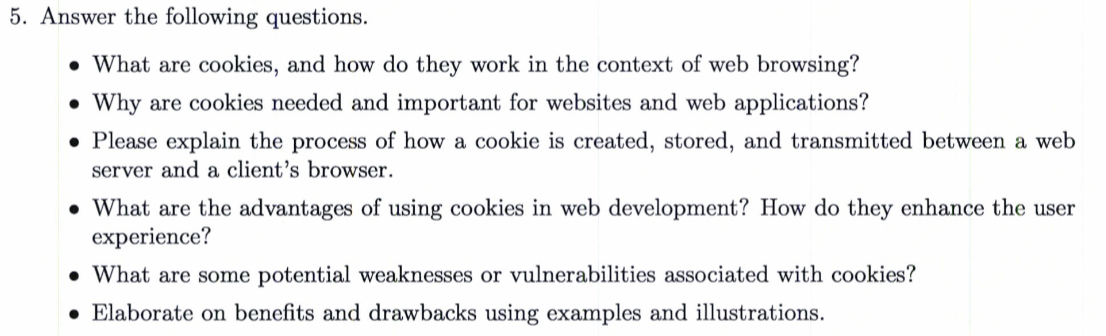 5. Answer the following questions.
• What are cookies, and how do they work in the context of web browsing?
• Why are cookies needed and important for websites and web applications?
• Please explain the process of how a cookie is created, stored, and transmitted between a web
server and a client's browser.
• What are the advantages of using cookies in web development? How do they enhance the user
experience?
• What are some potential weaknesses or vulnerabilities associated with cookies?
• Elaborate on benefits and drawbacks using examples and illustrations.